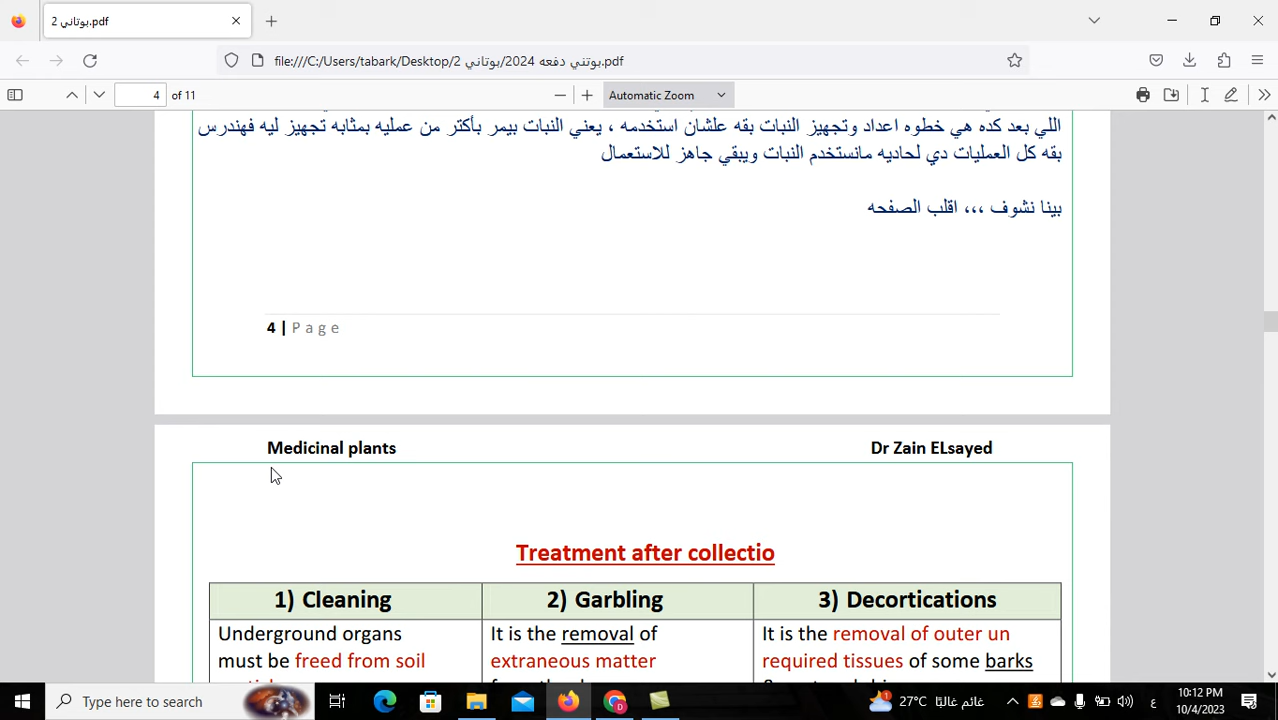 بوتاني 2.pdf
file:///C:/Users/tabark/Desktop/بوتني دفعه 2024/بوتاني 2.pdf
4 of 11
Automatic Zoom
اللي بعد كده هي خطوه اعداد وتجهيز النبات بقه علشان استخدمه ، يعني النبات بيمر بأكتر من عمليه بمثابه تجهيز ليه فهندرس
بقه كل العمليات دي لحاديه مانستخدم النبات ويبقي جاهز للاستعمال
بينا نشوف ،،، اقلب الصفحه
4 | Page
Medicinal plants Dr Zain ELsayed
Treatment after collectio
1) Cleaning 2) Garbling 3) Decortications
Underground organs It is the removal of It is the removal of outer un
must be freed from soil extraneous matter required tissues of some barks
Type here to search
27°C غائم غالبًا
ع
10:12 PM
10/4/2023